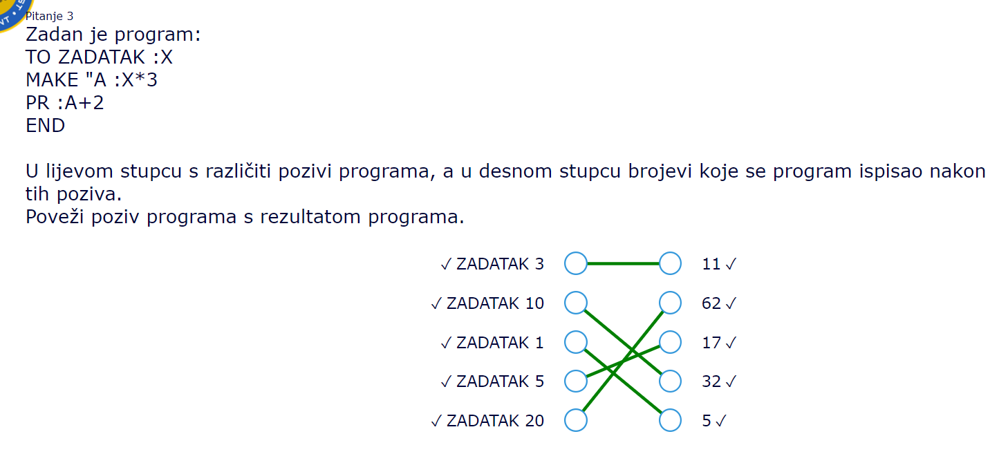 Pitanje 3
Zadan je program:
TO ZADATAK :X
MAKE "A :X*3
PR :A+2
END
U lijevom stupcu s različiti pozivi programa, a u desnom stupcu brojevi koje se program ispisao nakon
tih poziva.
Poveži poziv programa s rezultatom programa.
✓ ZADATAK 3 11 ✓
✓ ZADATAK 10 62 ✓
✓ ZADATAK 1 17 ✓
✓ ZADATAK 5 32 ✓
✓ ZADATAK 20 5 ✓